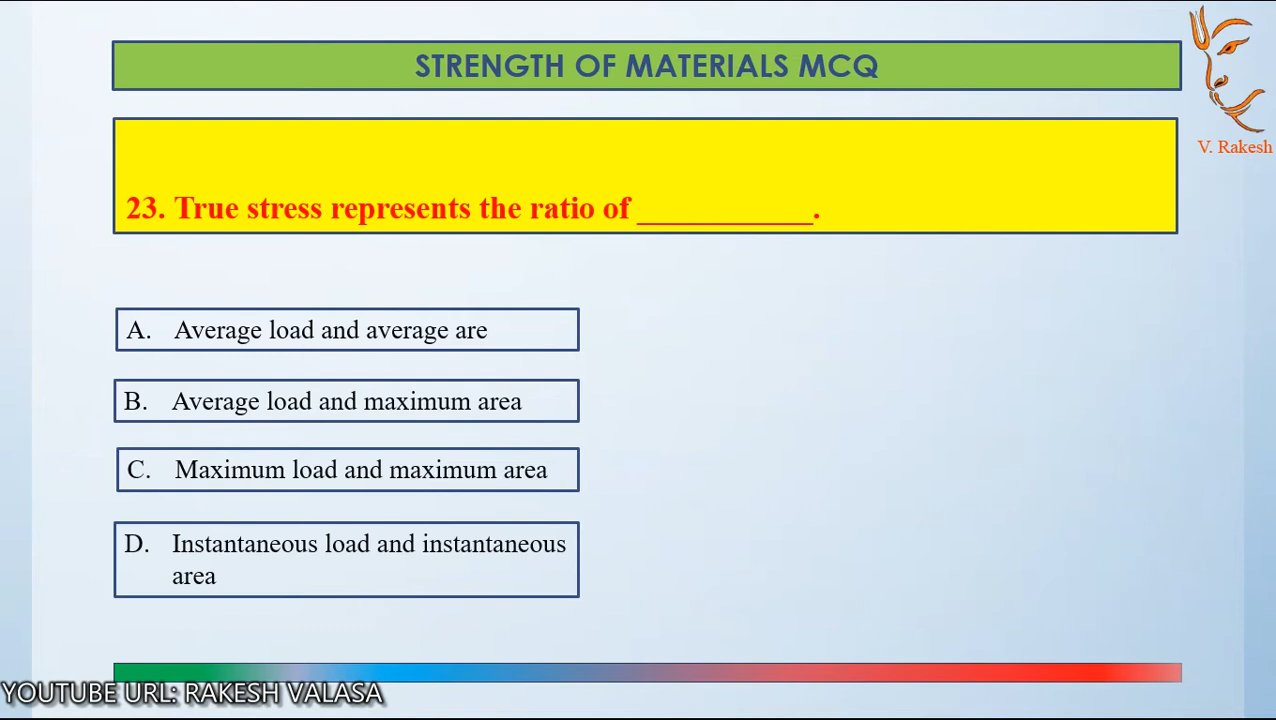 STRENGTH OF MATERIALS MCQ
V. Rakesh
23. True stress represents the ratio of ___________.
A. Average load and average are
B. Average load and maximum area
C. Maximum load and maximum area
D. Instantaneous load and instantaneous
area
YOUTUBE URL: RAKESH VALASA